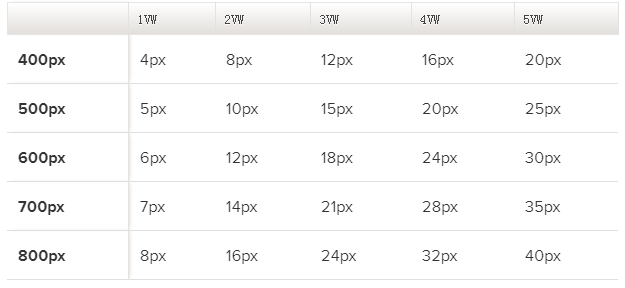 1VW 2VW 3VW 4VW 5VW
400px 4px 8px 12px 16px 20px
500px 5px 10px 15px 20px 25px
600px 6px 12px 18px 24px 30px
700px 7px 14px 21px 28px 35px
800px 8px 16px 24px 32px 40px